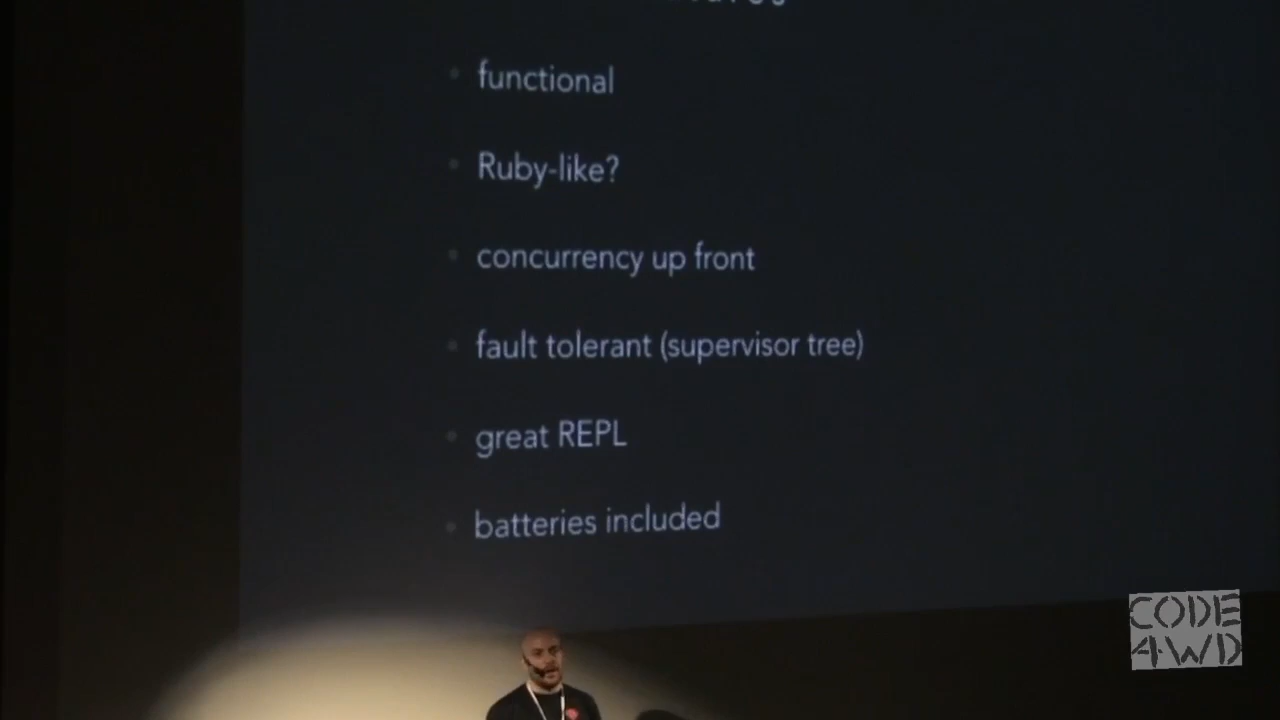 functional
Ruby-like?
concurrency up front
fault tolerant (supervisor tree)
great REPL
batteries included
CODE
4WD